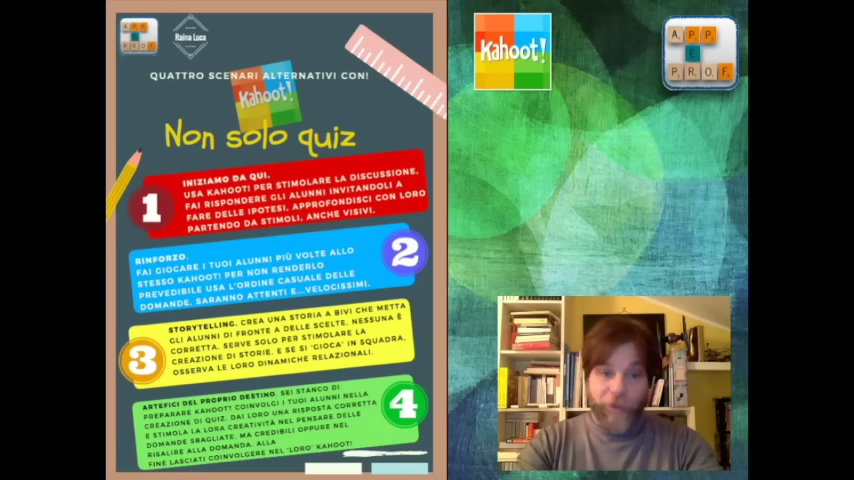 APP
E
PROF
Raina Luca
QUATTRO SCENARI ALTERNATIVI CON!
Kahoot!
Non solo quiz
1
INIZIAMO DA QUI.
USA KAHOOT! PER STIMOLARE LA DISCUSSIONE,
FAI RISPONDERE GLI ALUNNI INVITANDOLI A
FARE DELLE IPOTESI, APPROFONDISCI CON LORO
PARTENDO DA STIMOLI, ANCHE VISIVI.
RINFORZO.
FAI GIOCARE I TUOI ALUNNI PIÙ VOLTE ALLO
STESSO KAHOOT! PER NON RENDERLO
PREVEDIBILE USA L'ORDINE CASUALE DELLE
DOMANDE. SARANNO ATTENTI E...VELOCISSIMI.
2
STORYTELLING. CREA UNA STORIA A BIVI CHE METTA
GLI ALUNNI DI FRONTE A DELLE SCELTE. NESSUNA È
CORRETTA. SERVE SOLO PER STIMOLARE LA
CREAZIONE DI STORIE. E SE SI 'GIOCA' IN SQUADRA,
OSSERVA LE LORO DINAMICHE RELAZIONALI.
3
ARTEFICI DEL PROPRIO DESTINO. SEI STANCO DI
PREPARARE KAHOOT! COINVOLGI I TUOI ALUNNI NELLA
CREAZIONE DI QUIZ. DAI LORO UNA RISPOSTA CORRETTA
E STIMOLA LA LORA CREATIVITÀ NEL PENSARE DELLE
DOMANDE SBAGLIATE, MA CREDIBILI OPPURE NEL
RISALIRE ALLA DOMANDA. ALLA
FINE LASCIATI COINVOLGERE NEL 'LORO' KAHOOT!
4
Kahoot!
APP
E
PROF